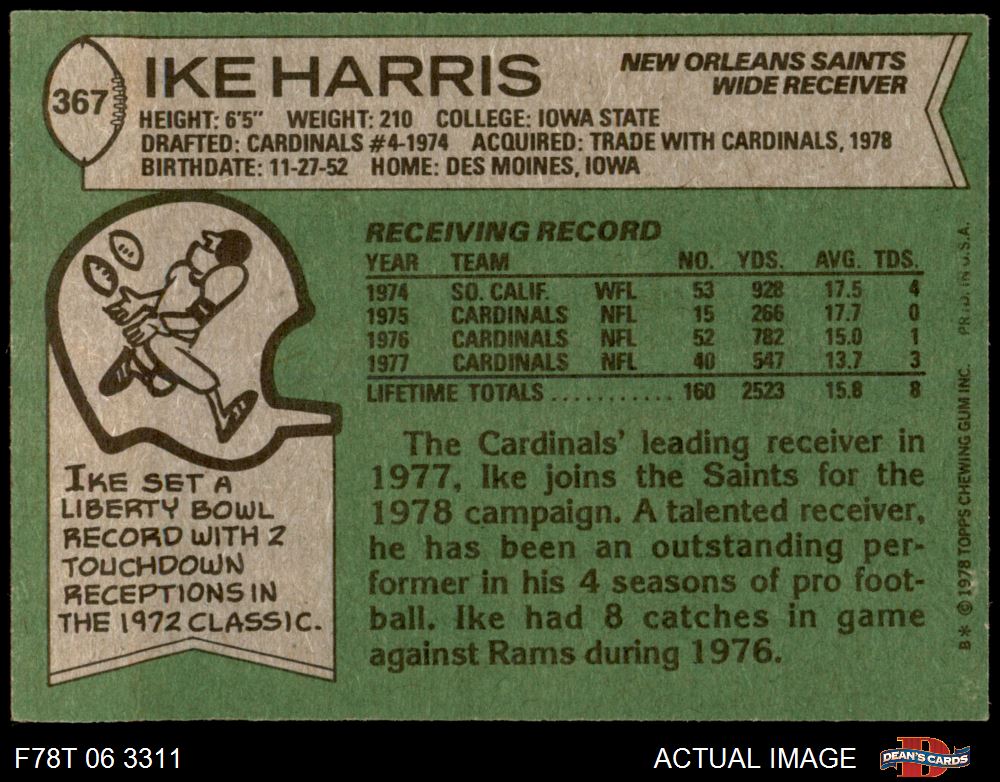 367
IKE HARRIS
NEW ORLEANS SAINTS
WIDE RECEIVER
HEIGHT: 6'5" WEIGHT: 210 COLLEGE: IOWA STATE
DRAFTED: CARDINALS #4-1974 ACQUIRED: TRADE WITH CARDINALS, 1978
BIRTHDATE: 11-27-52 HOME: DES MOINES, IOWA
RECEIVING RECORD
YEAR TEAM NO. YDS. AVG. TDS.
1974 SO. CALIF. WFL 53 928 17.5 4
1975 CARDINALS NFL 15 266 17.7 0
1976 CARDINALS NFL 52 782 15.0 1
1977 CARDINALS NFL 40 547 13.7 3
LIFETIME TOTALS ........... 160 2523 15.8 8
IKE SET A
LIBERTY BOWL
RECORD WITH 2
TOUCHDOWN
RECEPTIONS IN
THE 1972 CLASSIC.
The Cardinals' leading receiver in
1977, Ike joins the Saints for the
1978 campaign. A talented receiver,
he has been an outstanding per-
former in his 4 seasons of pro foot-
ball. Ike had 8 catches in game
against Rams during 1976.
B* © 1978 TOPPS CHEWING GUM INC. PRTD. IN U.S.A.
F78T 06 3311
ACTUAL IMAGE
DEAN'S CARDS